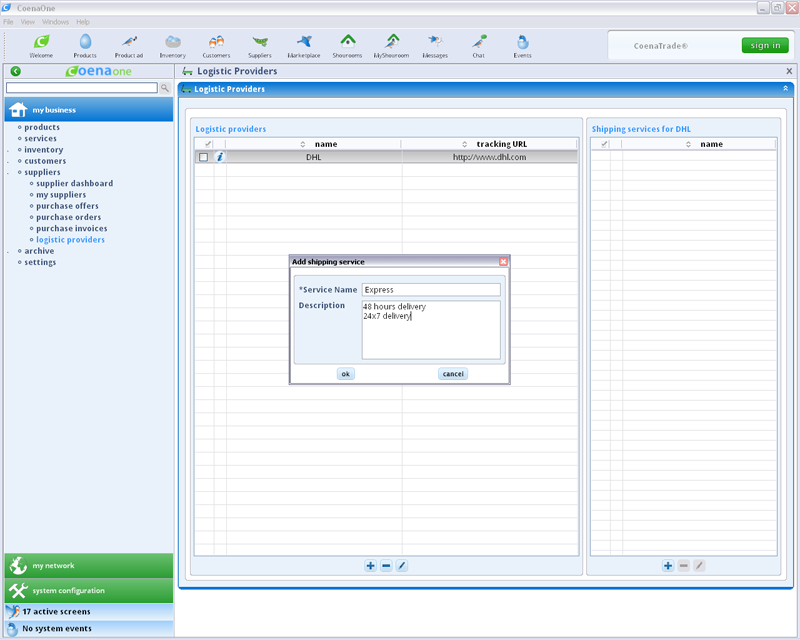 CoenaOne
File View Windows Help
Welcome Products Product ad Inventory Customers Suppliers Marketplace Showrooms MyShowroom Messages Chat Events
CoenaTrade®
sign in
Coenaone
Logistic Providers
x
Logistic Providers
my business
products
services
inventory
customers
suppliers
supplier dashboard
my suppliers
purchase offers
purchase orders
purchase invoices
logistic providers
archive
settings
my network
system configuration
17 active screens
No system events
Logistic providers
name tracking URL
DHL http://www.dhl.com
Shipping services for DHL
name
Add shipping service
*Service Name Express
Description 48 hours delivery
24x7 delivery
ok cancel